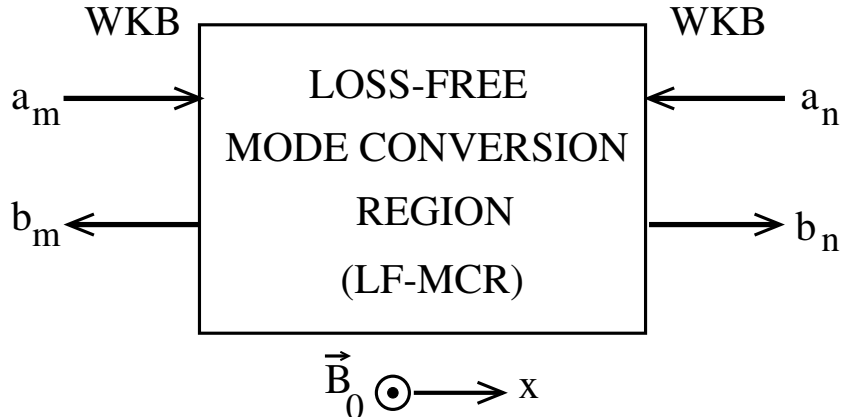 WKB WKB
a_m LOSS-FREE a_n
MODE CONVERSION
b_m REGION b_n
(LF-MCR)
B⃗_0 x